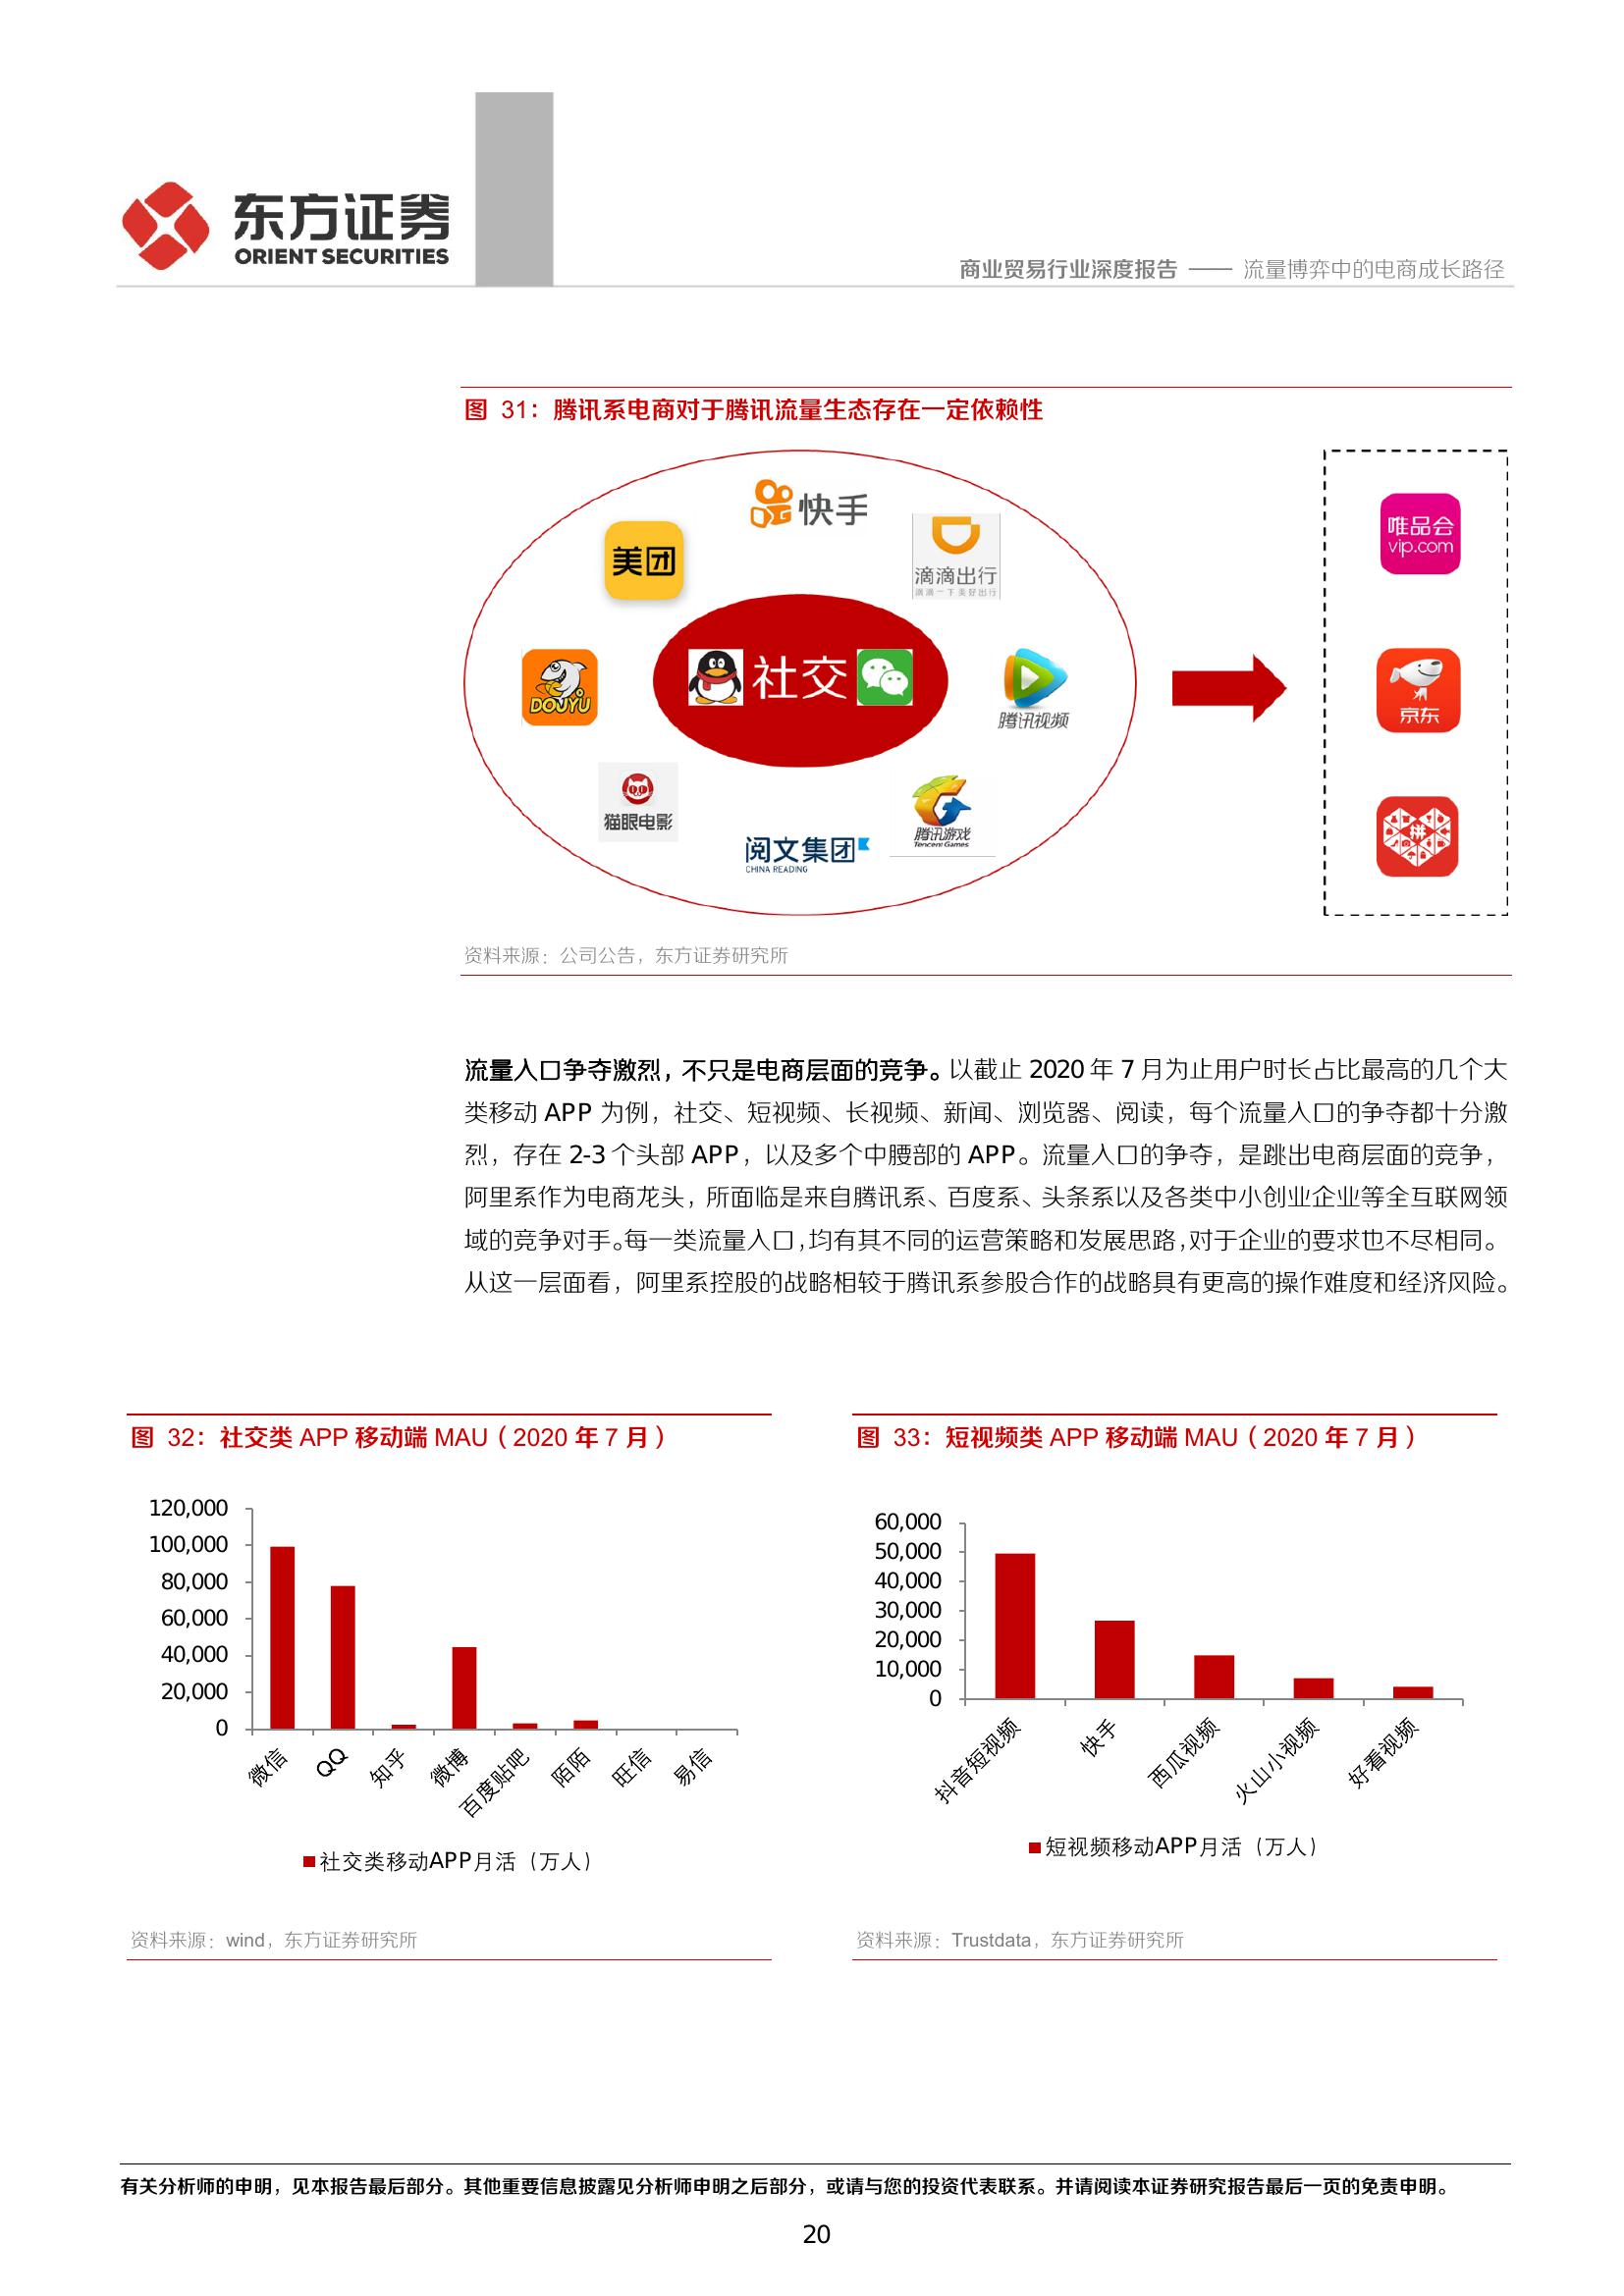 东方证券
ORIENT SECURITIES
商业贸易行业深度报告 —— 流量博弈中的电商成长路径
图 31：腾讯系电商对于腾讯流量生态存在一定依赖性
快手
美团
滴滴出行
滴滴一下 美好出行
唯品会
vip.com
DOUYU
社交
腾讯视频
京东
猫眼电影
阅文集团
CHINA READING
腾讯游戏
Tencent Games
拼
资料来源：公司公告，东方证券研究所
流量入口争夺激烈，不只是电商层面的竞争。以截止 2020 年 7 月为止用户时长占比最高的几个大
类移动 APP 为例，社交、短视频、长视频、新闻、浏览器、阅读，每个流量入口的争夺都十分激
烈，存在 2-3 个头部 APP，以及多个中腰部的 APP。流量入口的争夺，是跳出电商层面的竞争，
阿里系作为电商龙头，所面临是来自腾讯系、百度系、头条系以及各类中小创业企业等全互联网领
域的竞争对手。每一类流量入口，均有其不同的运营策略和发展思路，对于企业的要求也不尽相同。
从这一层面看，阿里系控股的战略相较于腾讯系参股合作的战略具有更高的操作难度和经济风险。
图 32：社交类 APP 移动端 MAU（2020 年 7 月）
120,000
100,000
80,000
60,000
40,000
20,000
0
微信
QQ
知乎
微博
百度贴吧
陌陌
旺信
易信
社交类移动APP月活（万人）
资料来源：wind，东方证券研究所
图 33：短视频类 APP 移动端 MAU（2020 年 7 月）
60,000
50,000
40,000
30,000
20,000
10,000
0
抖音短视频
快手
西瓜视频
火山小视频
好看视频
短视频移动APP月活（万人）
资料来源：Trustdata，东方证券研究所
有关分析师的申明，见本报告最后部分。其他重要信息披露见分析师申明之后部分，或请与您的投资代表联系。并请阅读本证券研究报告最后一页的免责申明。
20